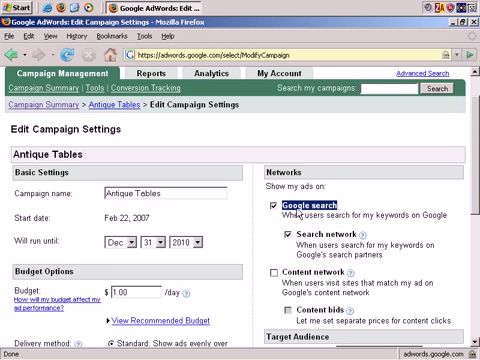 Start
Google AdWords: Edit...
Google AdWords: Edit Campaign Settings - Mozilla Firefox
File Edit View History Bookmarks Tools Help
https://adwords.google.com/select/ModifyCampaign
Campaign Management Reports Analytics My Account Advanced Search
Campaign Summary | Tools | Conversion Tracking Search my campaigns: Search
Campaign Summary > Antique Tables > Edit Campaign Settings
Edit Campaign Settings
Antique Tables
Basic Settings
Campaign name: Antique Tables
Start date: Feb 22, 2007
Will run until: Dec 31 2010
Budget Options
Budget: $ 1.00 /day ?
How will my budget affect my
ad performance?
View Recommended Budget
Delivery method: ? Standard: Show ads evenly over
Networks
Show my ads on:
Google search
When users search for my keywords on Google
Search network ?
When users search for my keywords on
Google's search partners
Content network ?
When users visit sites that match my ad on
Google's content network
Content bids ?
Let me set separate prices for content clicks
Target Audience
Done adwords.google.com